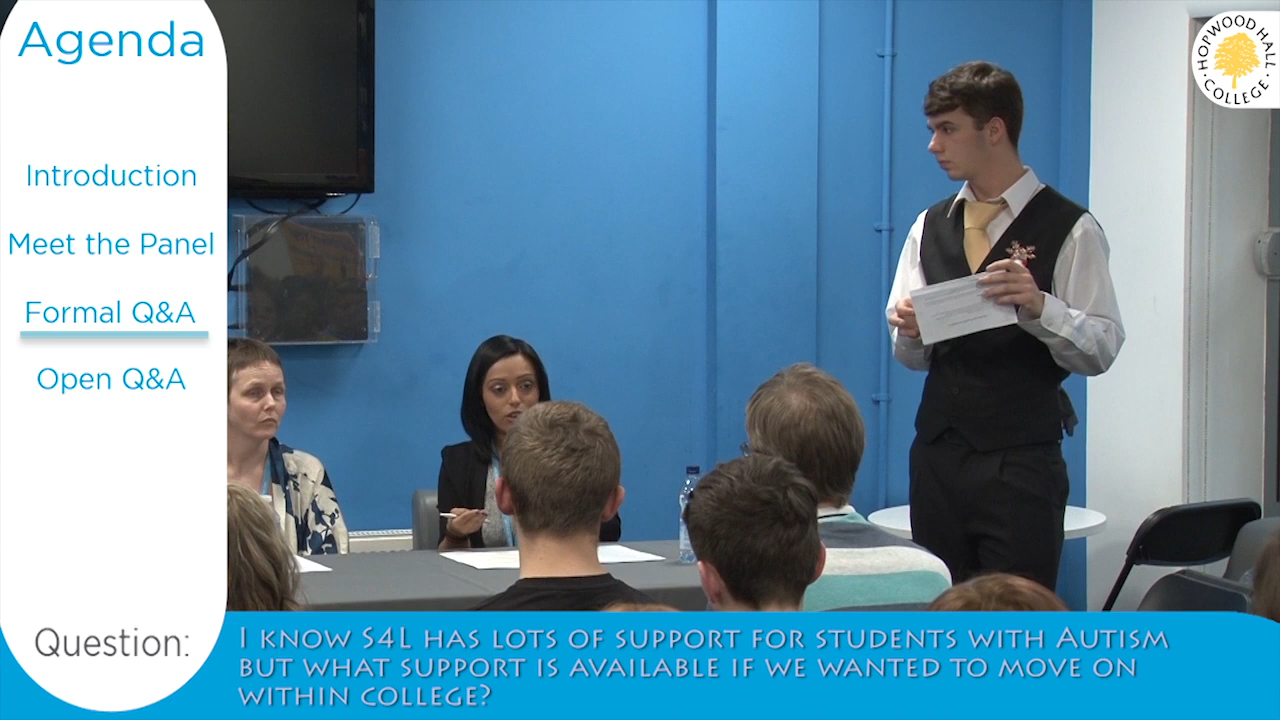 Agenda
Introduction
Meet the Panel
Formal Q&A
Open Q&A
HOPWOOD HALL
· COLLEGE ·
Question:
I KNOW S4L HAS LOTS OF SUPPORT FOR STUDENTS WITH AUTISM
BUT WHAT SUPPORT IS AVAILABLE IF WE WANTED TO MOVE ON
WITHIN COLLEGE?